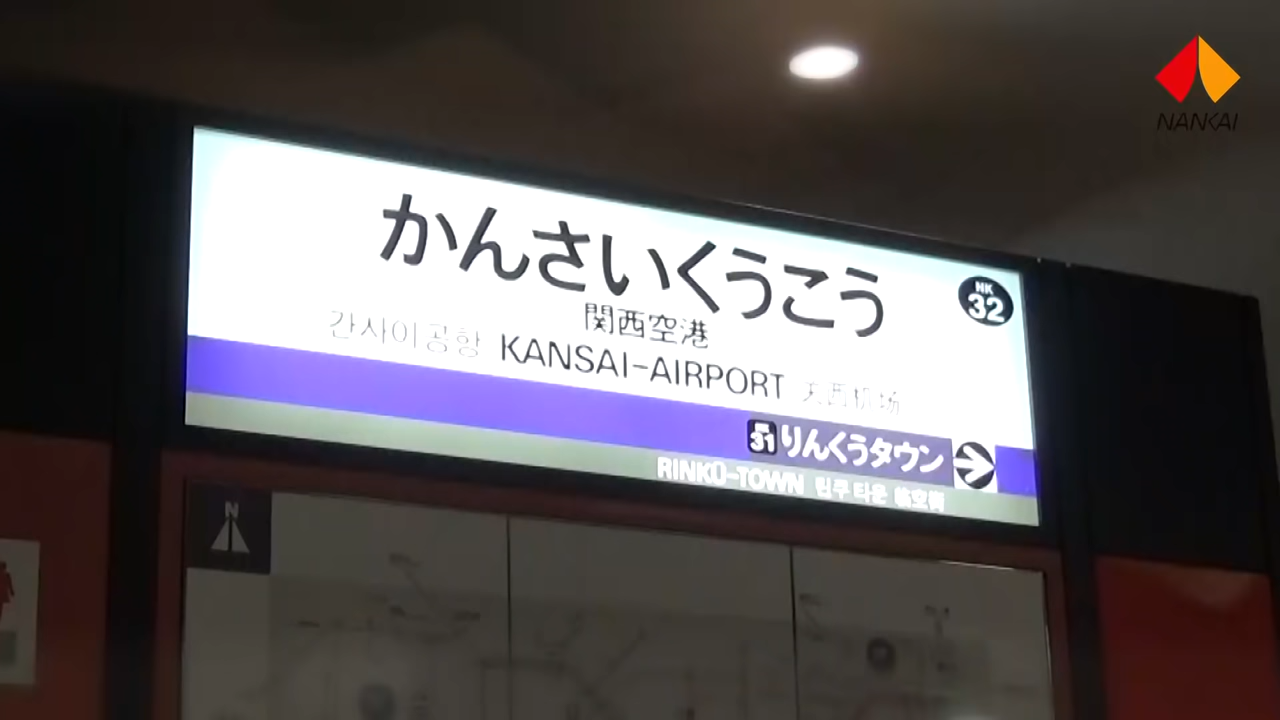 NANKAI
かんさいくうこう
NK
32
関西空港
간사이공항 KANSAI-AIRPORT 关西机场
31 りんくうタウン
RINKŪ-TOWN 린쿠타운 临空街
N